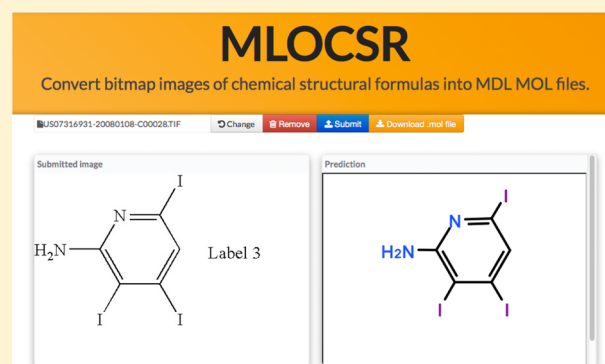 MLOCSR
Convert bitmap images of chemical structural formulas into MDL MOL files.
US07316931-20080108-C00028.TIF Change Remove Submit Download .mol file
Submitted image
I
N
H2N
Label 3
I
I
Prediction
I
N
H2N
I
I